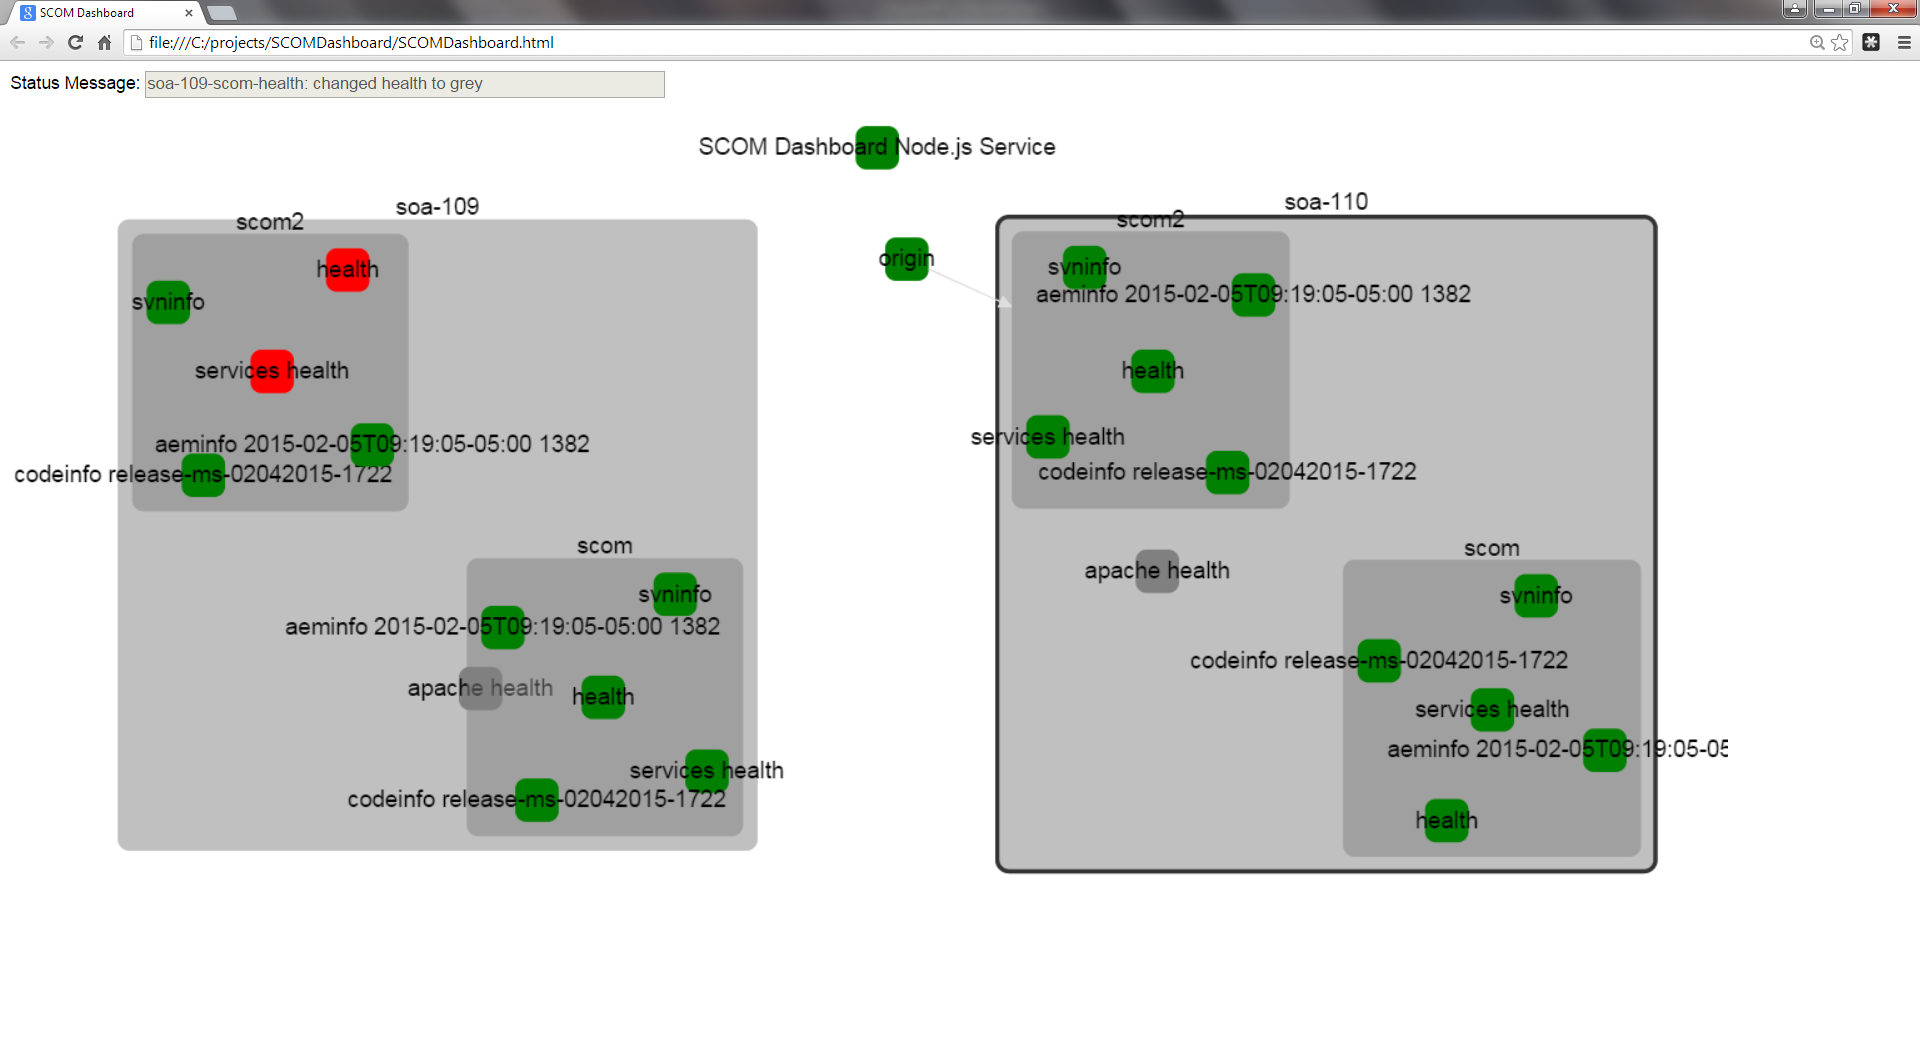 SCOM Dashboard
file:///C:/projects/SCOMDashboard/SCOMDashboard.html
Status Message: soa-109-scom-health: changed health to grey
SCOM Dashboard Node.js Service
soa-109
scom2
health
svninfo
services health
aeminfo 2015-02-05T09:19:05-05:00 1382
codeinfo release-ms-02042015-1722
scom
svninfo
aeminfo 2015-02-05T09:19:05-05:00 1382
apache health
health
services health
codeinfo release-ms-02042015-1722
origin
soa-110
scom2
svninfo
aeminfo 2015-02-05T09:19:05-05:00 1382
health
services health
codeinfo release-ms-02042015-1722
apache health
scom
svninfo
codeinfo release-ms-02042015-1722
services health
aeminfo 2015-02-05T09:19:05-05
health